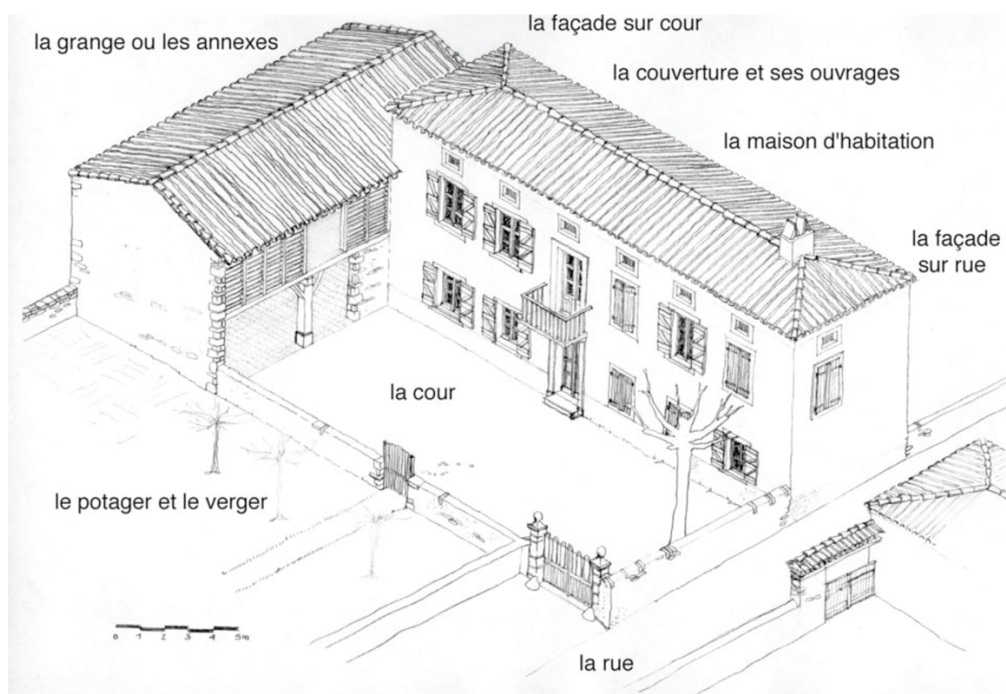 la façade sur cour
la grange ou les annexes
la couverture et ses ouvrages
la maison d'habitation
la façade
sur rue
la cour
le potager et le verger
0 1 2 3 4 5m
la rue